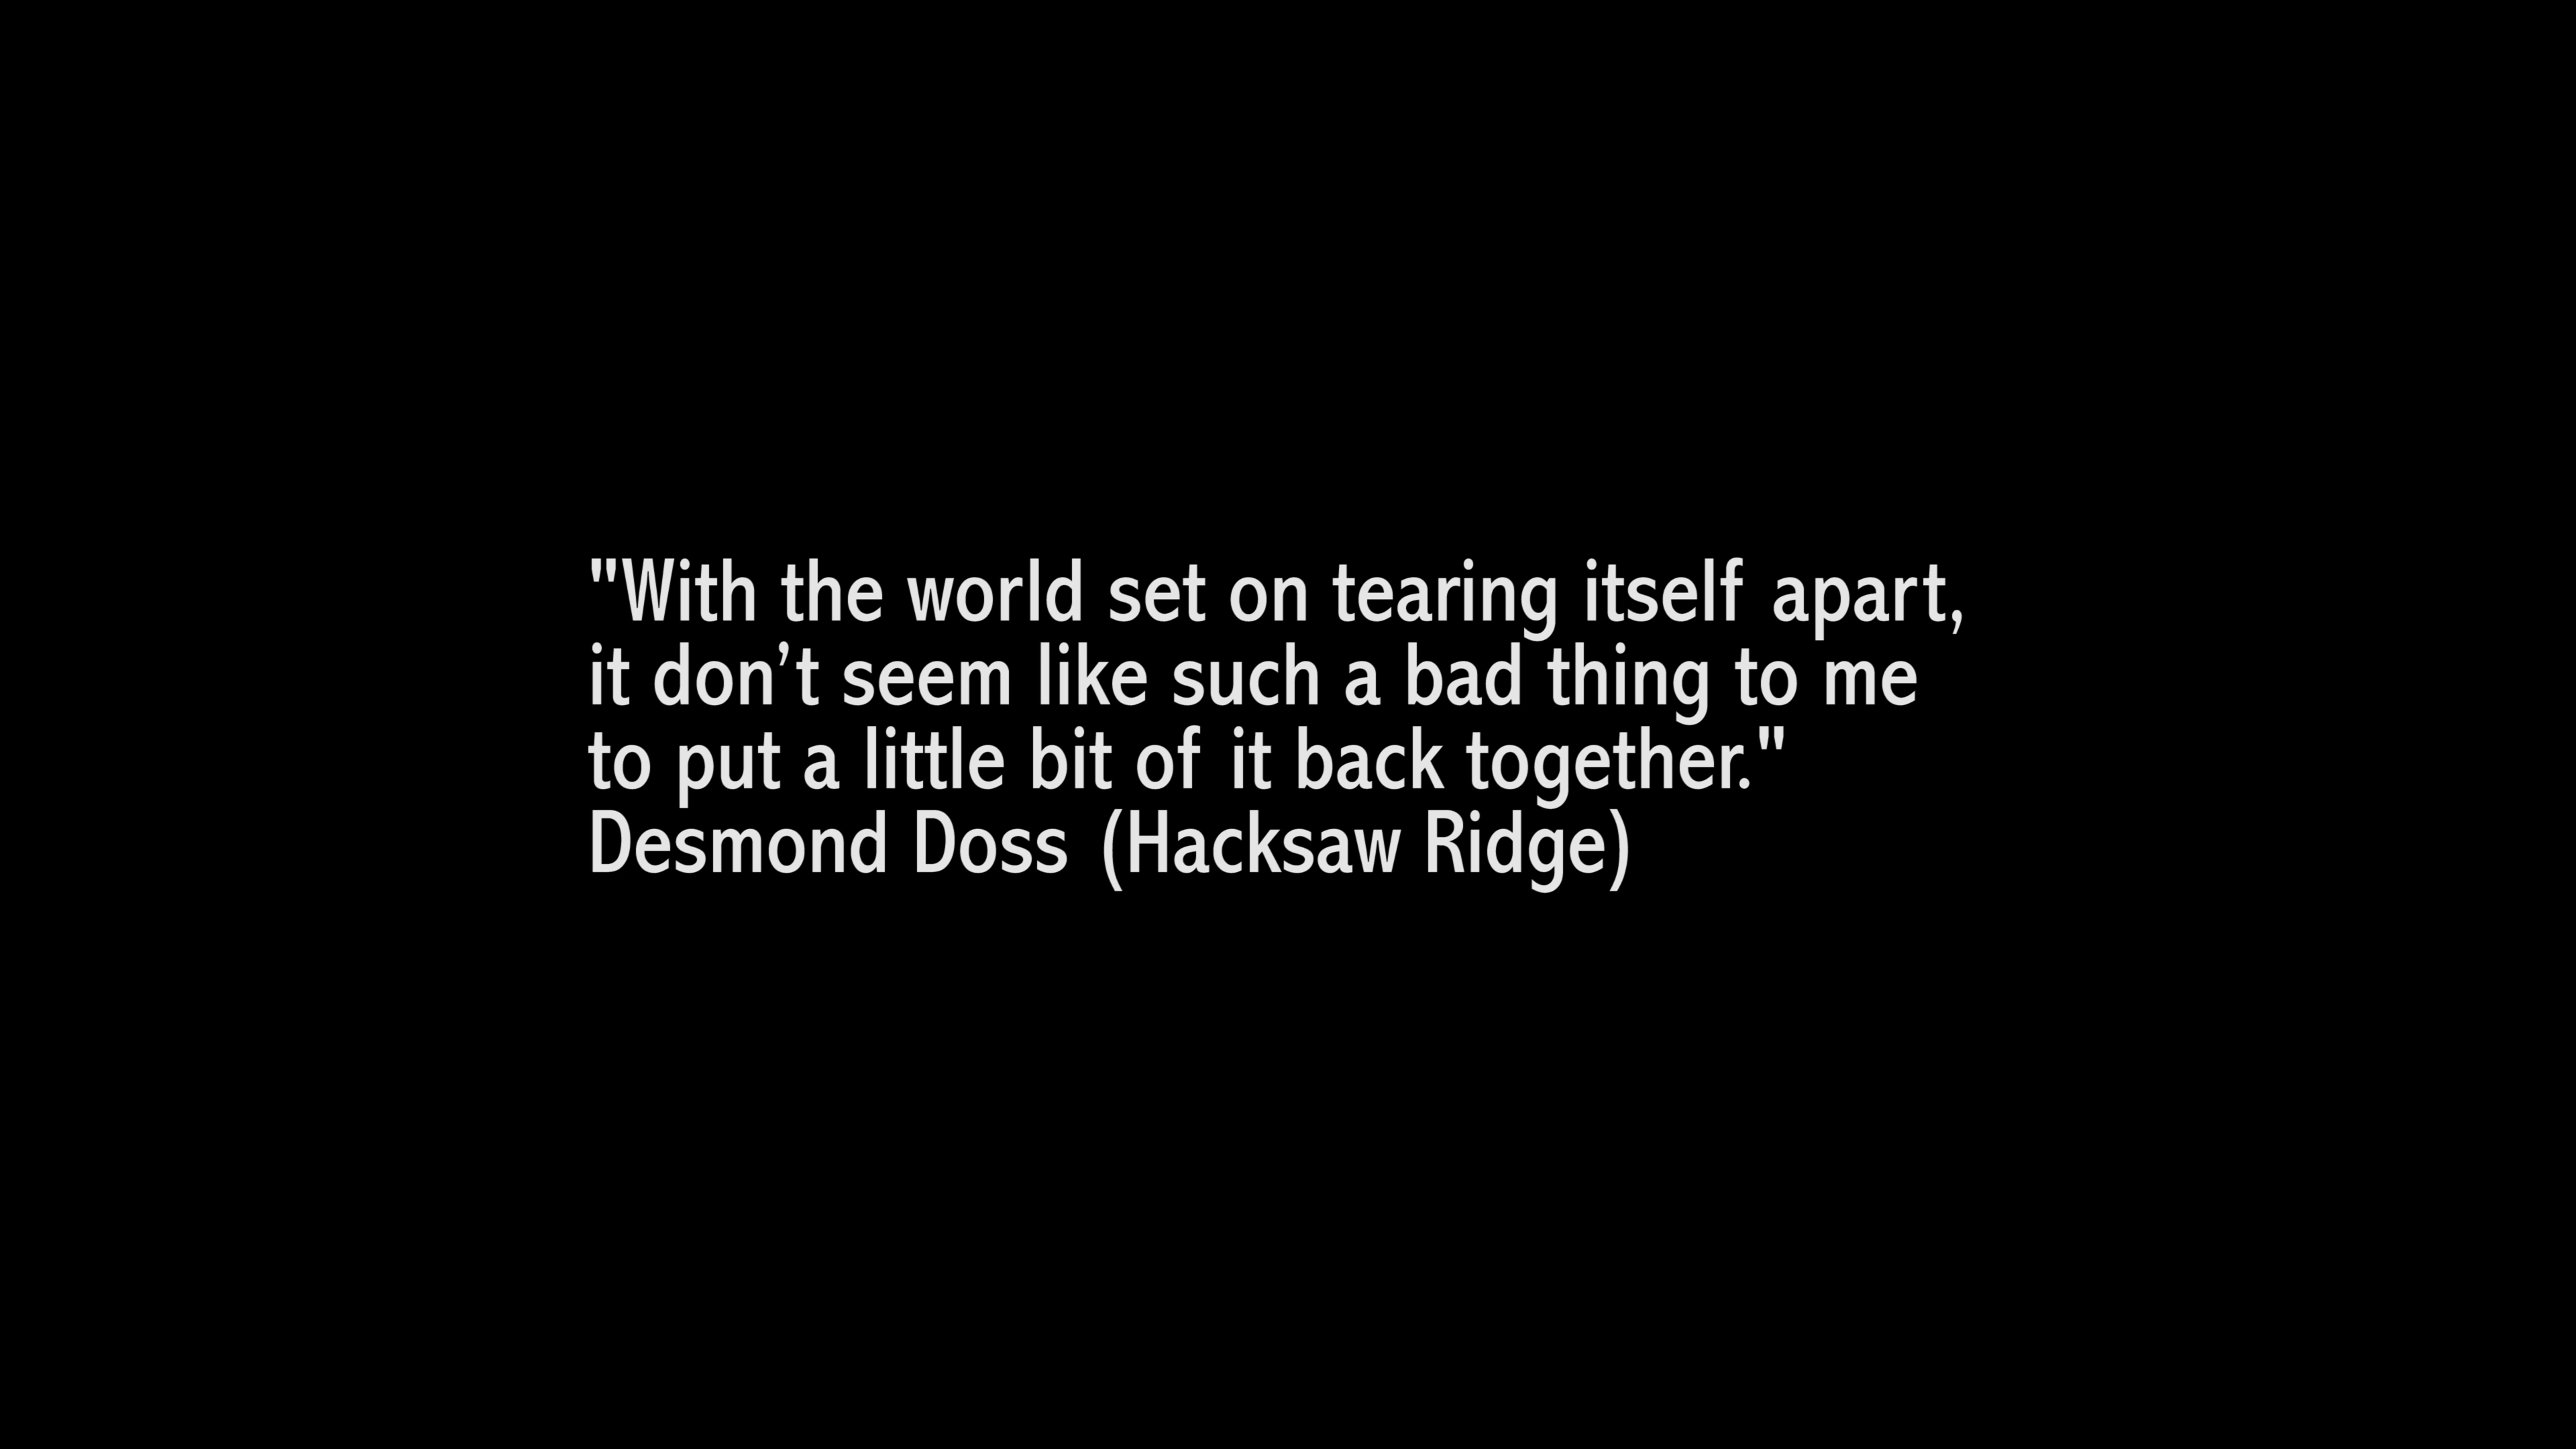 "With the world set on tearing itself apart,
it don’t seem like such a bad thing to me
to put a little bit of it back together."
Desmond Doss (Hacksaw Ridge)